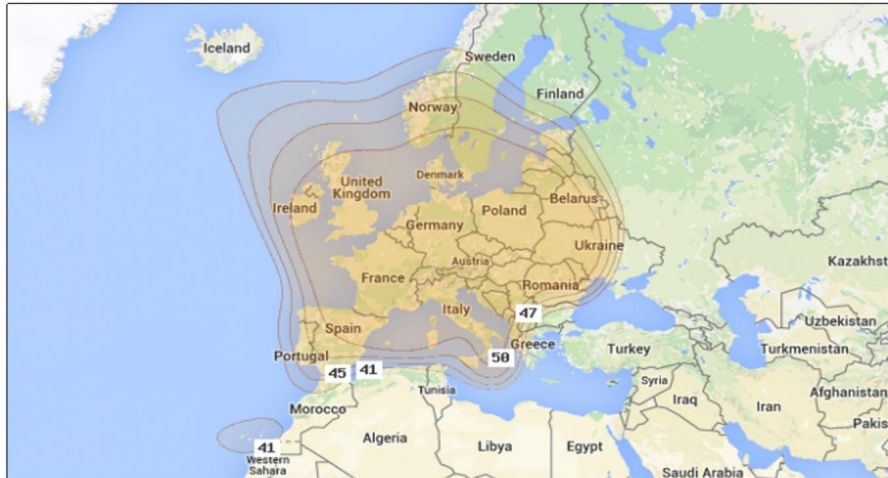 Iceland
Sweden
Finland
Norway
Denmark
United
Kingdom
Ireland
Belarus
Poland
Germany
Ukraine
Austria
Kazakhst
France
Romania
Italy
47
Uzbekistan
Spain
Greece
Turkey
Turkmenistan
Portugal
50
45
41
Syria
Tunisia
Afghanistan
Iraq
Iran
Morocco
Pakis
Algeria
Libya
Egypt
41
Western
Sahara
Saudi Arabia